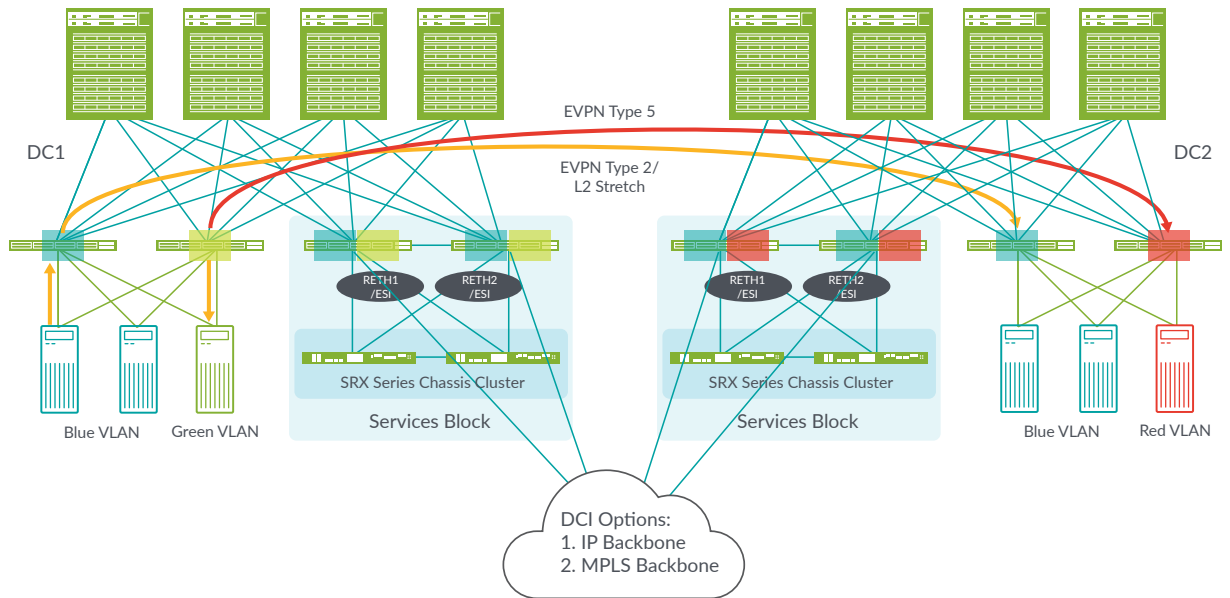 EVPN Type 5
DC1
DC2
EVPN Type 2/
L2 Stretch
RETH1
/ESI
RETH2
/ESI
RETH1
/ESI
RETH2
/ESI
SRX Series Chassis Cluster
SRX Series Chassis Cluster
Services Block
Services Block
Blue VLAN
Green VLAN
Blue VLAN
Red VLAN
DCI Options:
1. IP Backbone
2. MPLS Backbone